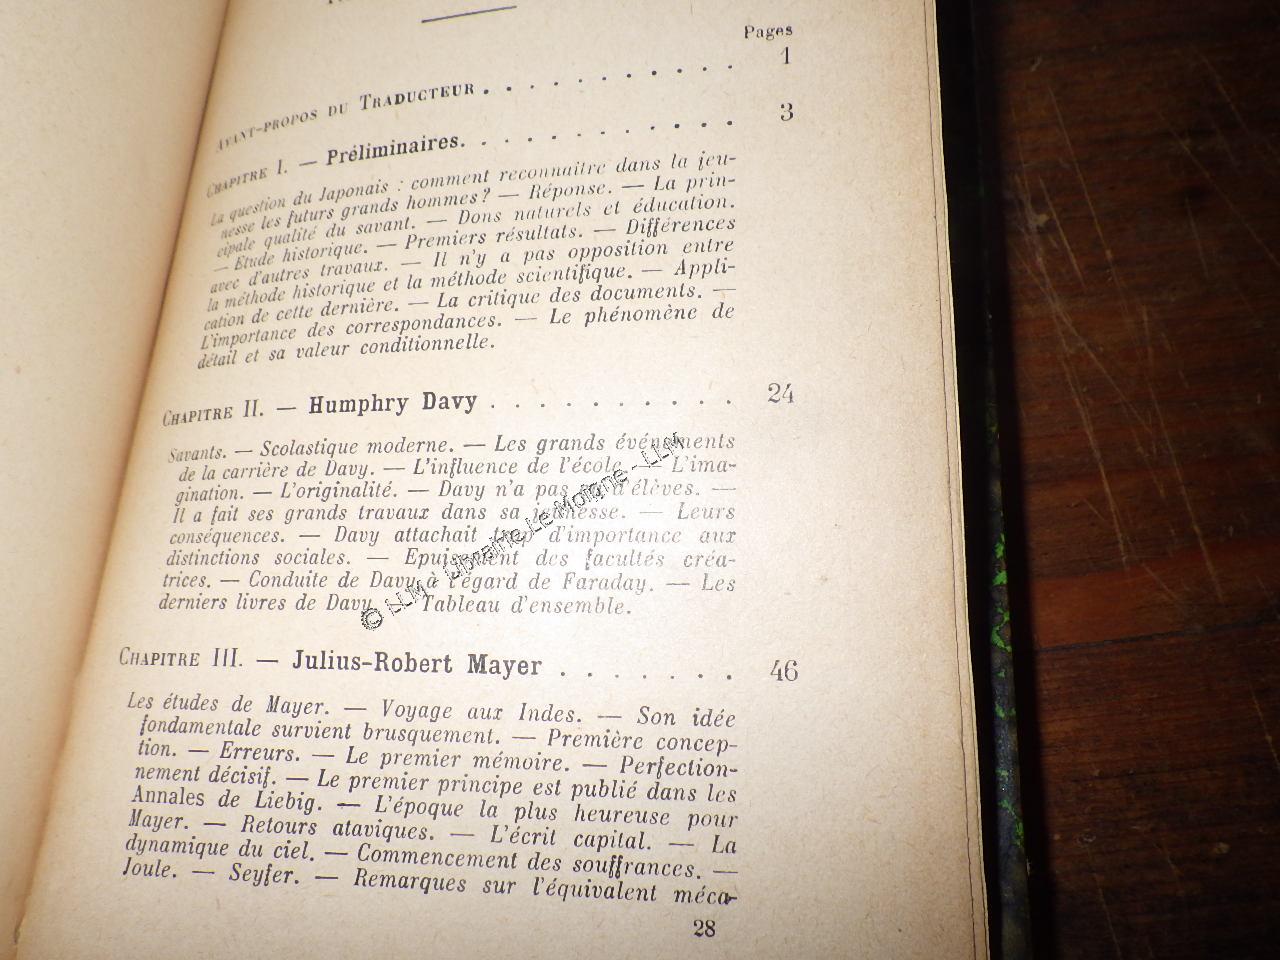 Pages
Avant-propos du Traducteur . . . . . . . . . . . 1
Chapitre I. — Préliminaires. . . . . . . . . . . . 3
La question du Japonais : comment reconnaître dans la jeu-
nesse les futurs grands hommes ? — Réponse. — La prin-
cipale qualité du savant. — Dons naturels et éducation.
— Etude historique. — Premiers résultats. — Différences
avec d'autres travaux. — Il n'y a pas opposition entre
la méthode historique et la méthode scientifique. — Appli-
cation de cette dernière. — La critique des documents. —
L'importance des correspondances. — Le phénomène de
détail et sa valeur conditionnelle.
Chapitre II. — Humphry Davy . . . . . . . . . . 24
Savants. — Scolastique moderne. — Les grands événements
de la carrière de Davy. — L'influence de l'école. — L'ima-
gination. — L'originalité. — Davy n'a pas eu d'élèves. —
Il a fait ses grands travaux dans sa jeunesse. — Leurs
conséquences. — Davy attachait trop d'importance aux
distinctions sociales. — Epuisement des facultés créa-
trices. — Conduite de Davy à l'égard de Faraday. — Les
derniers livres de Davy. — Tableau d'ensemble.
© LLM - Librairie Le Moigne - LLM
Chapitre III. — Julius-Robert Mayer . . . . . . . 46
Les études de Mayer. — Voyage aux Indes. — Son idée
fondamentale survient brusquement. — Première concep-
tion. — Erreurs. — Le premier mémoire. — Perfection-
nement décisif. — Le premier principe est publié dans les
Annales de Liebig. — L'époque la plus heureuse pour
Mayer. — Retours ataviques. — L'écrit capital. — La
dynamique du ciel. — Commencement des souffrances. —
Joule. — Seyfer. — Remarques sur l'équivalent méca-
28